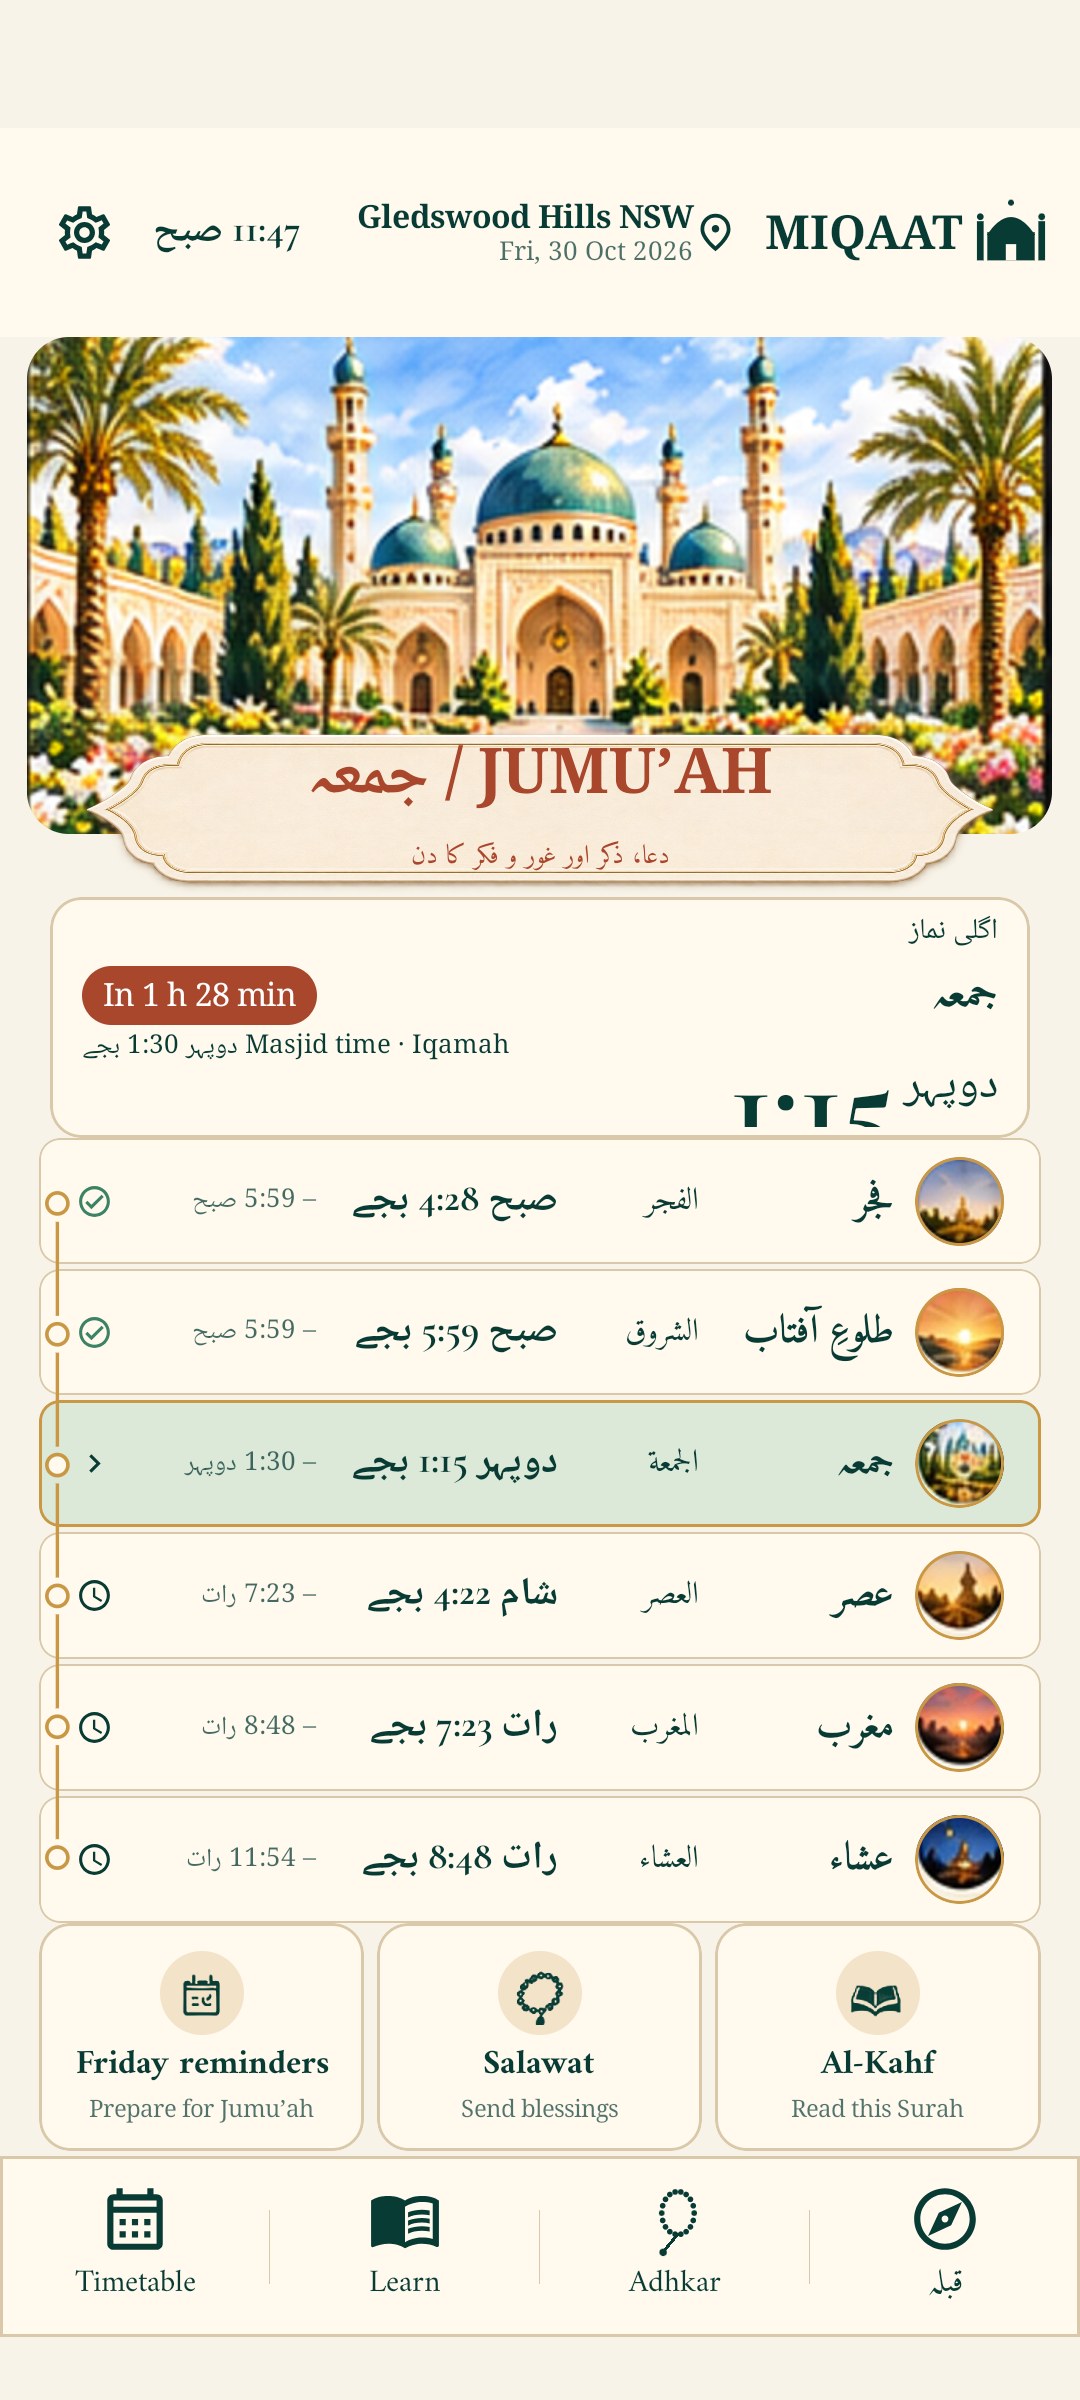 MIQAAT
Gledswood Hills NSW
Fri, 30 Oct 2026
11:47 صبح
جمعہ / JUMU’AH
دعا، ذکر اور غور و فکر کا دن
اگلی نماز
جمعہ
In 1 h 28 min
دوپہر 1:30 بجے Masjid time · Iqamah
دوپہر 1:15
فجر الفجر صبح 4:28 بجے – 5:59 صبح
طلوعِ آفتاب الشروق صبح 5:59 بجے – 5:59 صبح
جمعہ الجمعة دوپہر 1:15 بجے – 1:30 دوپہر
عصر العصر شام 4:22 بجے – 7:23 رات
مغرب المغرب رات 7:23 بجے – 8:48 رات
عشاء العشاء رات 8:48 بجے – 11:54 رات
Al-Kahf
Read this Surah
Salawat
Send blessings
Friday reminders
Prepare for Jumu’ah
قبلہ
Adhkar
Learn
Timetable